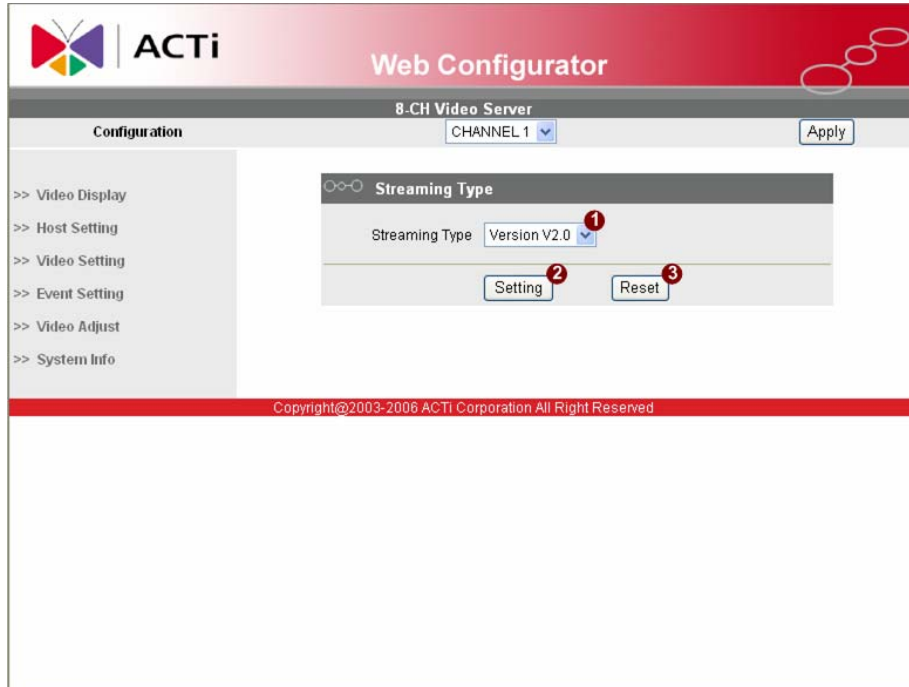 ACTi
Web Configurator
8-CH Video Server
Configuration
CHANNEL 1
Apply
>> Video Display
>> Host Setting
>> Video Setting
>> Event Setting
>> Video Adjust
>> System Info
Streaming Type
Streaming Type Version V2.0 1
Setting 2 Reset 3
Copyright@2003-2006 ACTi Corporation All Right Reserved